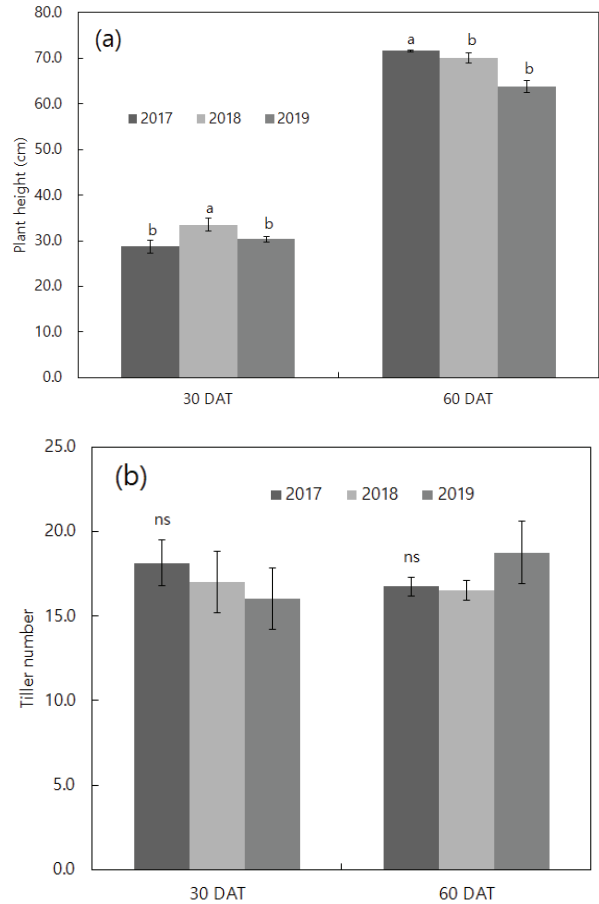 (a)
80.0
70.0
60.0
50.0
40.0
30.0
20.0
10.0
0.0
Plant height (cm)
2017 2018 2019
b a b
a b b
30 DAT 60 DAT
(b)
25.0
20.0
15.0
10.0
5.0
0.0
Tiller number
2017 2018 2019
ns ns
30 DAT 60 DAT